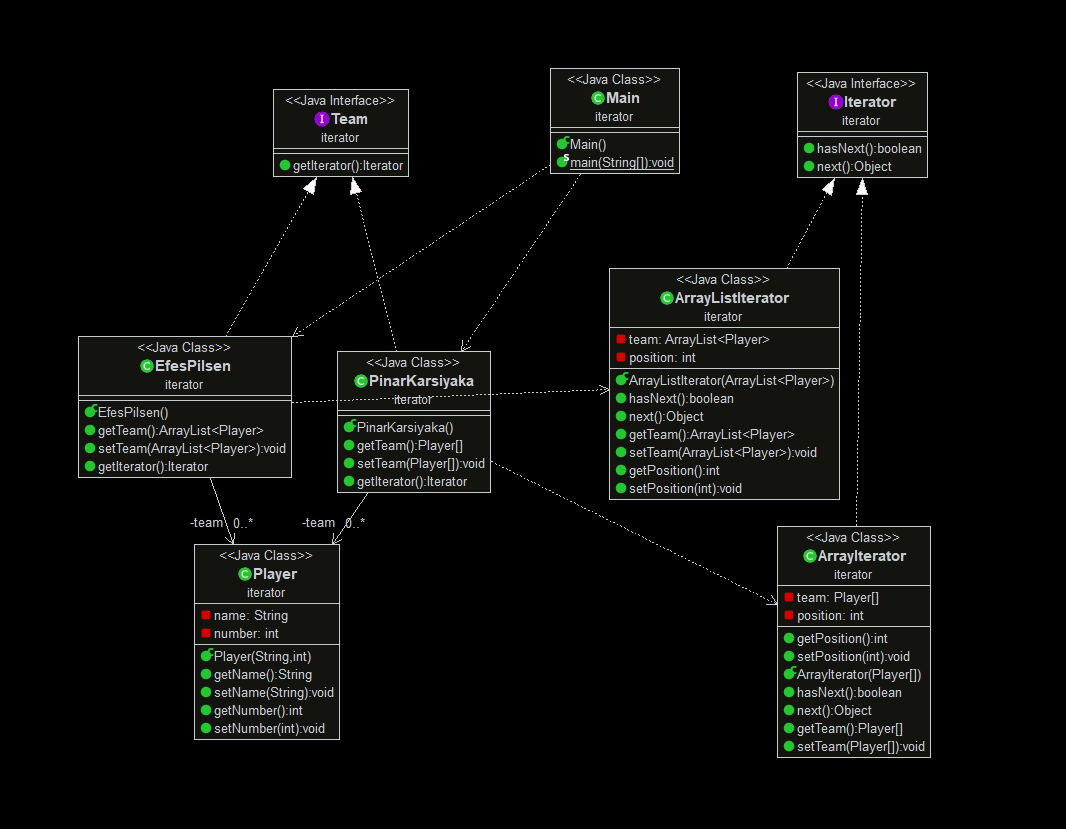 <<Java Interface>>
Team
iterator
getIterator():Iterator
<<Java Class>>
Main
iterator
Main()
main(String[]):void
<<Java Interface>>
Iterator
iterator
hasNext():boolean
next():Object
<<Java Class>>
EfesPilsen
iterator
EfesPilsen()
getTeam():ArrayList<Player>
setTeam(ArrayList<Player>):void
getIterator():Iterator
<<Java Class>>
PinarKarsiyaka
iterator
PinarKarsiyaka()
getTeam():Player[]
setTeam(Player[]):void
getIterator():Iterator
<<Java Class>>
ArrayListIterator
iterator
team: ArrayList<Player>
position: int
ArrayListIterator(ArrayList<Player>)
hasNext():boolean
next():Object
getTeam():ArrayList<Player>
setTeam(ArrayList<Player>):void
getPosition():int
setPosition(int):void
-team 0..*
-team 0..*
<<Java Class>>
Player
iterator
name: String
number: int
Player(String,int)
getName():String
setName(String):void
getNumber():int
setNumber(int):void
<<Java Class>>
ArrayIterator
iterator
team: Player[]
position: int
getPosition():int
setPosition(int):void
ArrayIterator(Player[])
hasNext():boolean
next():Object
getTeam():Player[]
setTeam(Player[]):void